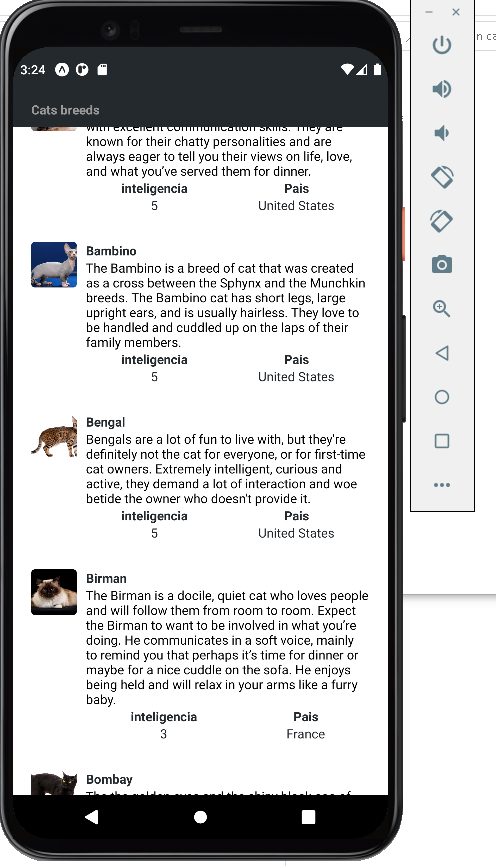 n ca
3:24
Cats breeds
with excellent communication skills. They are
known for their chatty personalities and are
always eager to tell you their views on life, love,
and what you've served them for dinner.
inteligencia Pais
5 United States
Bambino
The Bambino is a breed of cat that was created
as a cross between the Sphynx and the Munchkin
breeds. The Bambino cat has short legs, large
upright ears, and is usually hairless. They love to
be handled and cuddled up on the laps of their
family members.
inteligencia Pais
5 United States
Bengal
Bengals are a lot of fun to live with, but they're
definitely not the cat for everyone, or for first-time
cat owners. Extremely intelligent, curious and
active, they demand a lot of interaction and woe
betide the owner who doesn't provide it.
inteligencia Pais
5 United States
Birman
The Birman is a docile, quiet cat who loves people
and will follow them from room to room. Expect
the Birman to want to be involved in what you're
doing. He communicates in a soft voice, mainly
to remind you that perhaps it's time for dinner or
maybe for a nice cuddle on the sofa. He enjoys
being held and will relax in your arms like a furry
baby.
inteligencia Pais
3 France
Bombay
The the golden eyes and the shiny black coa of